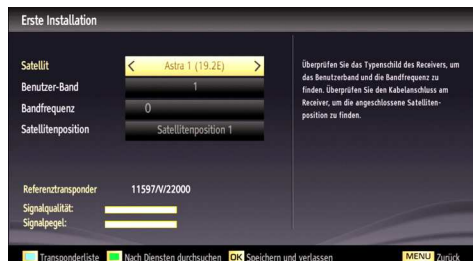 Erste Installation
Satellit < Astra 1 (19.2E) >
Benutzer-Band 1
Bandfrequenz 0
Satellitenposition Satellitenposition 1
Überprüfen Sie das Typenschild des Receivers, um
das Benutzerband und die Bandfrequenz zu
finden. Überprüfen Sie den Kabelanschluss am
Receiver, um die angeschlossene Satelliten-
position zu finden.
Referenztransponder 11597/V/22000
Signalqualität:
Signalpegel:
Transponderliste Nach Diensten durchsuchen OK Speichern und verlassen MENU Zurück